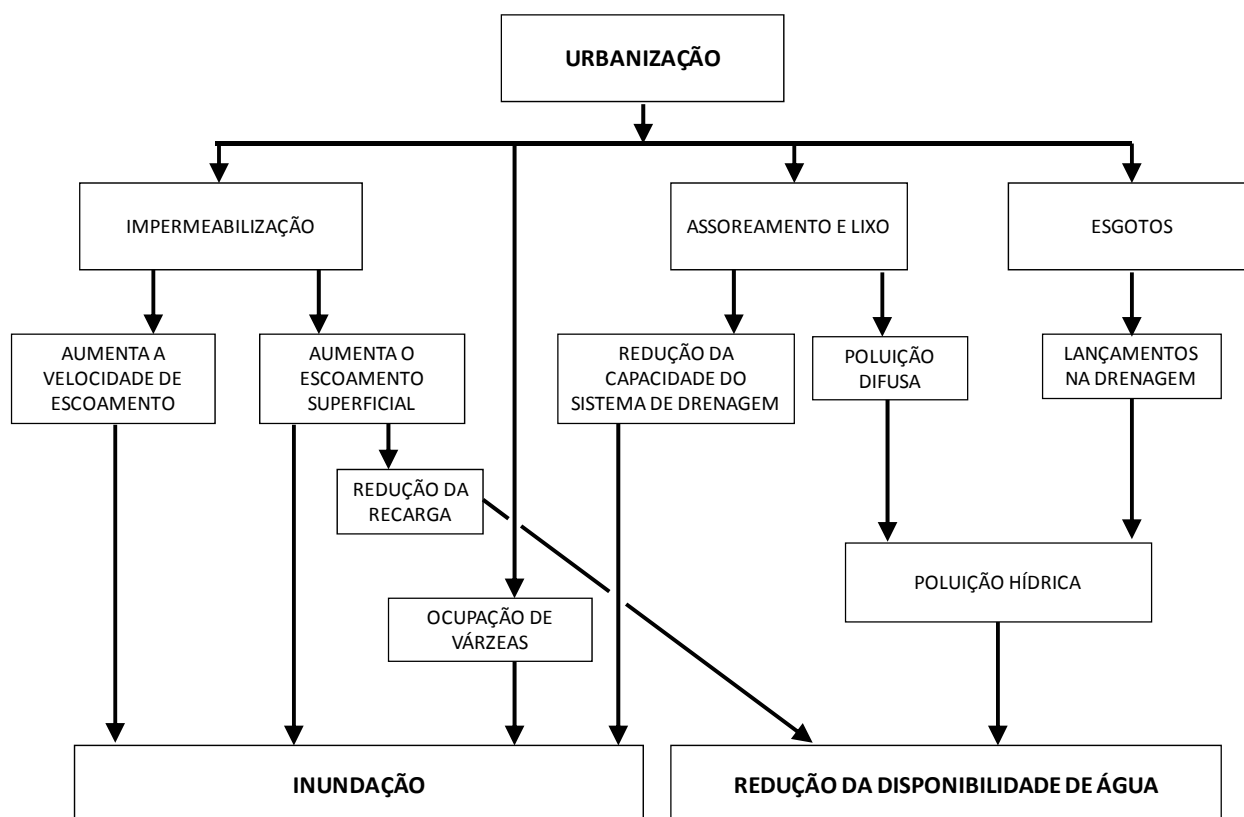 URBANIZAÇÃO
IMPERMEABILIZAÇÃO
ASSOREAMENTO E LIXO
ESGOTOS
AUMENTA A
VELOCIDADE DE
ESCOAMENTO
AUMENTA O
ESCOAMENTO
SUPERFICIAL
REDUÇÃO DA
CAPACIDADE DO
SISTEMA DE DRENAGEM
POLUIÇÃO
DIFUSA
LANÇAMENTOS
NA DRENAGEM
REDUÇÃO DA
RECARGA
POLUIÇÃO HÍDRICA
OCUPAÇÃO DE
VÁRZEAS
INUNDAÇÃO
REDUÇÃO DA DISPONIBILIDADE DE ÁGUA